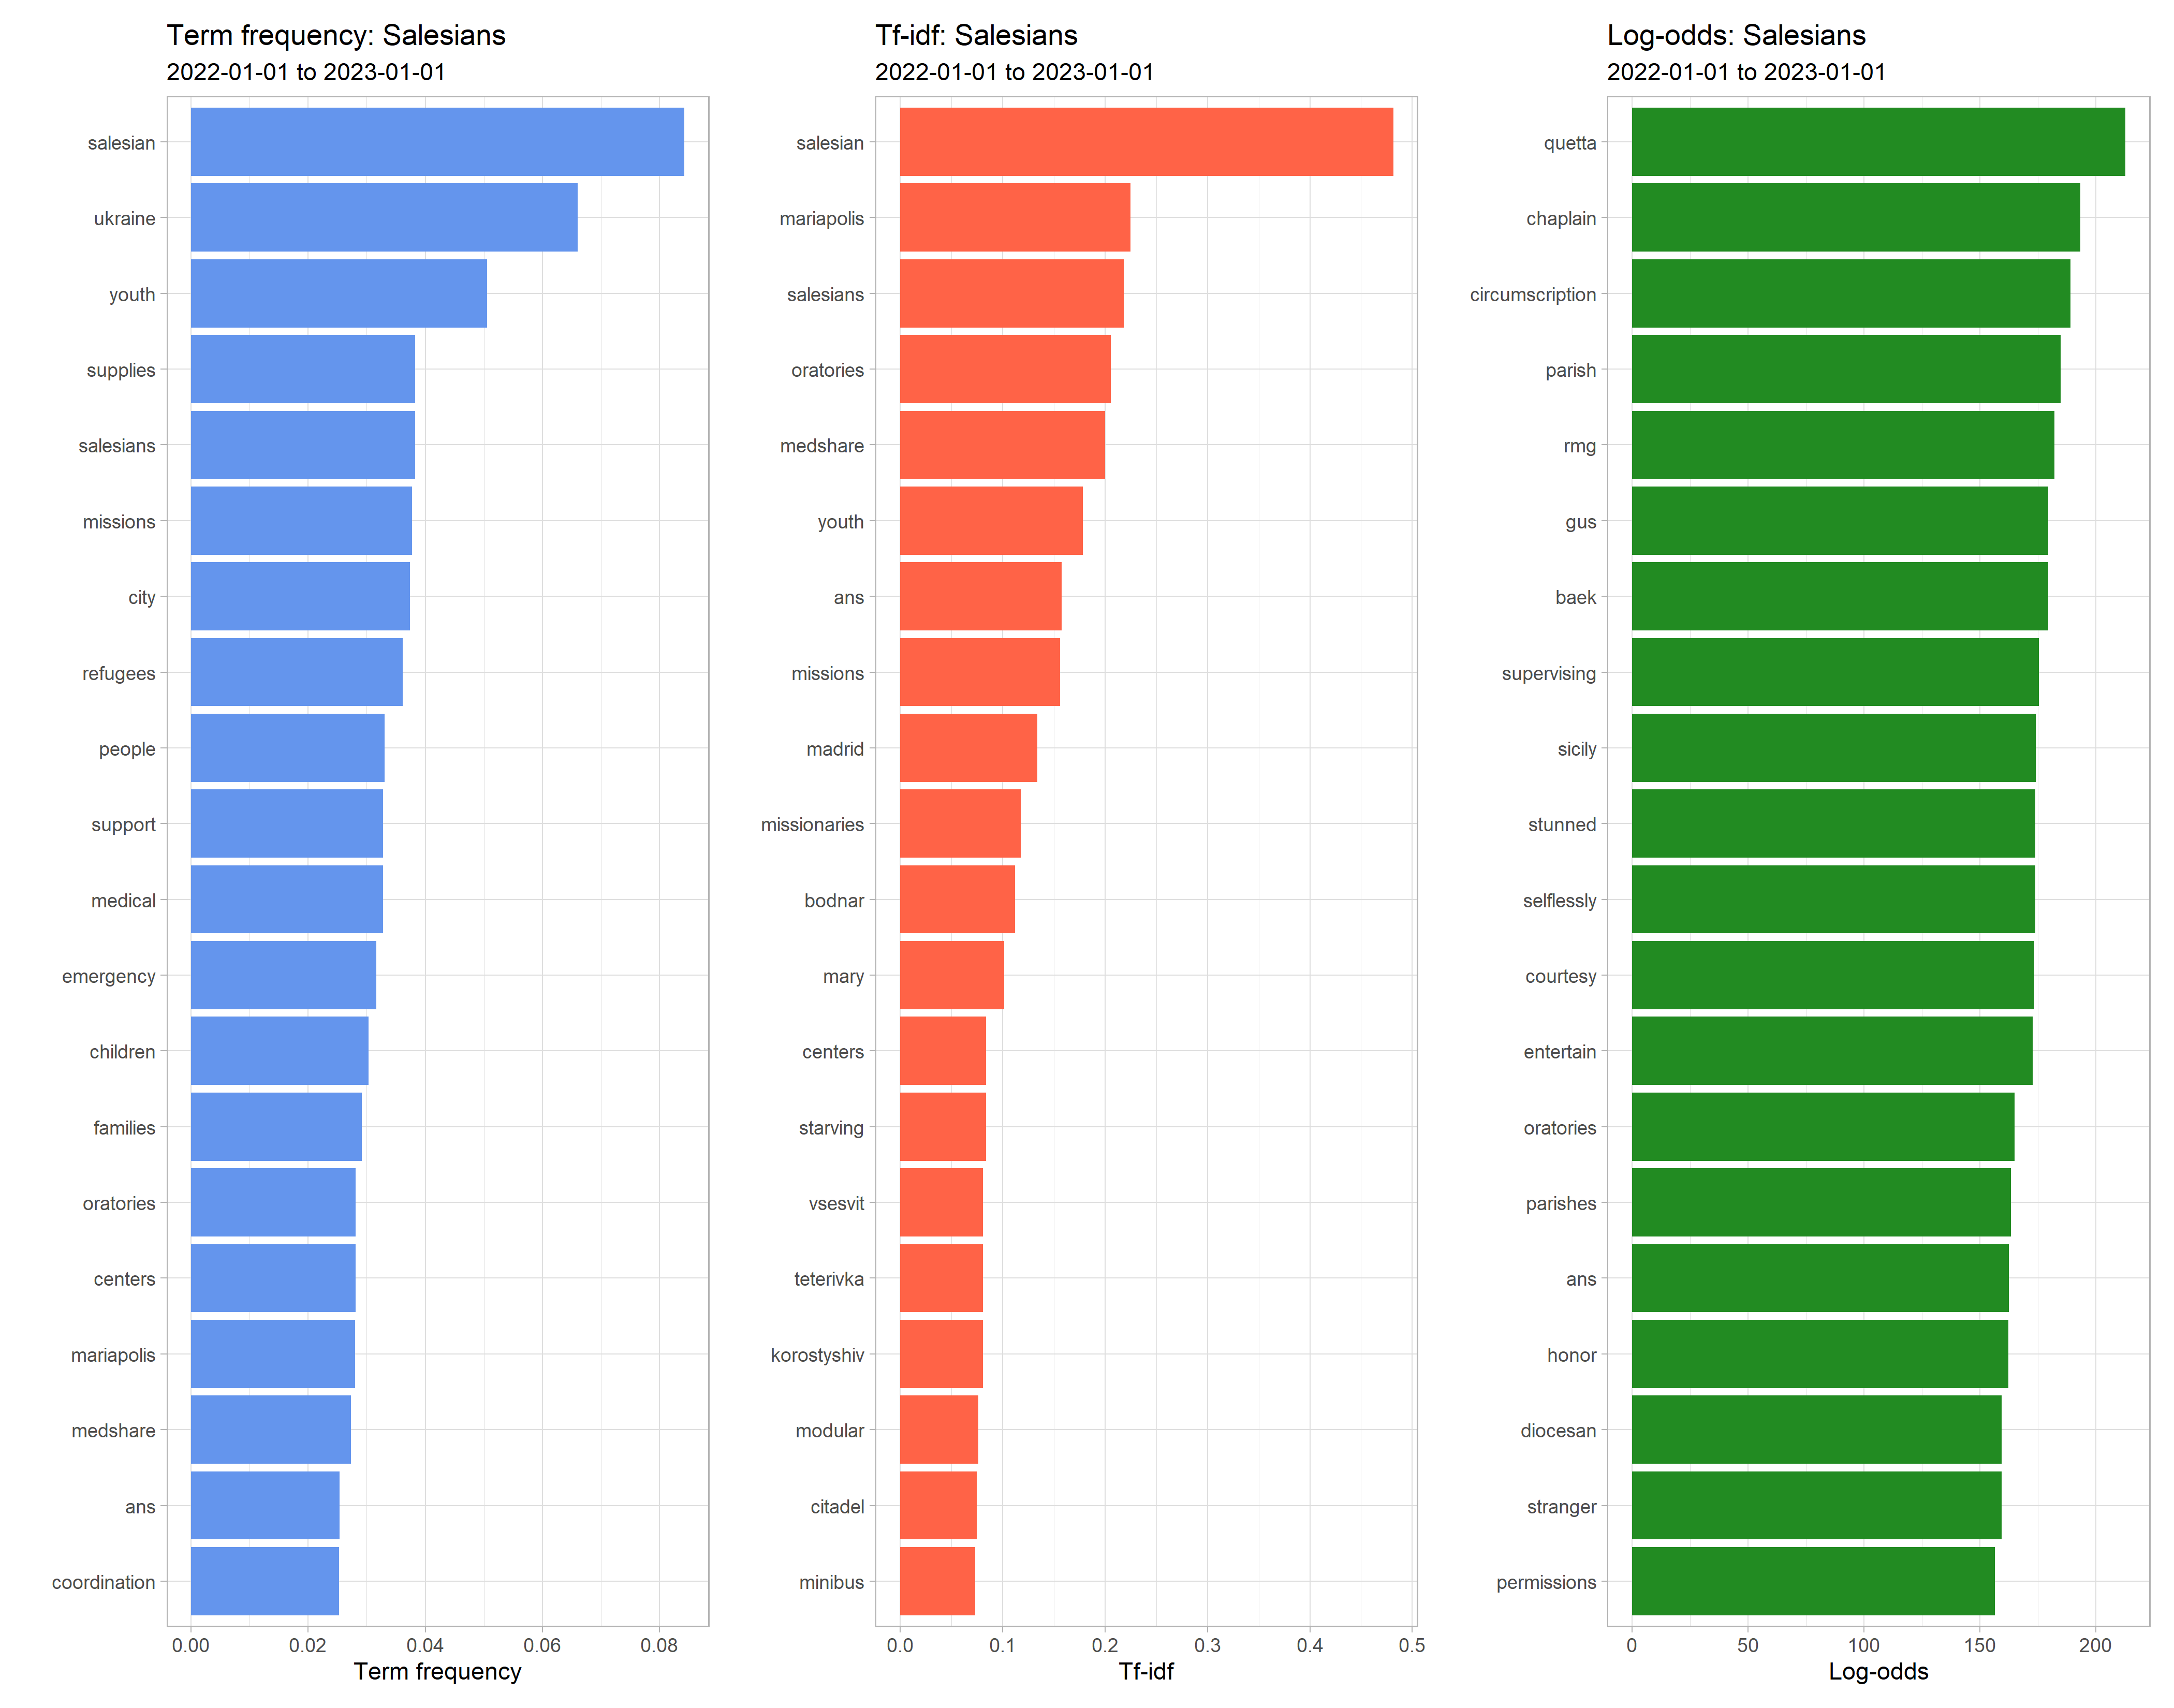 Term frequency: Salesians
2022-01-01 to 2023-01-01
salesian
ukraine
youth
supplies
salesians
missions
city
refugees
people
support
medical
emergency
children
families
oratories
centers
mariapolis
medshare
ans
coordination
0.00 0.02 0.04 0.06 0.08
Term frequency
Tf-idf: Salesians
2022-01-01 to 2023-01-01
salesian
mariapolis
salesians
oratories
medshare
youth
ans
missions
madrid
missionaries
bodnar
mary
centers
starving
vsesvit
teterivka
korostyshiv
modular
citadel
minibus
0.0 0.1 0.2 0.3 0.4 0.5
Tf-idf
Log-odds: Salesians
2022-01-01 to 2023-01-01
quetta
chaplain
circumscription
parish
rmg
gus
baek
supervising
sicily
stunned
selflessly
courtesy
entertain
oratories
parishes
ans
honor
diocesan
stranger
permissions
0 50 100 150 200
Log-odds